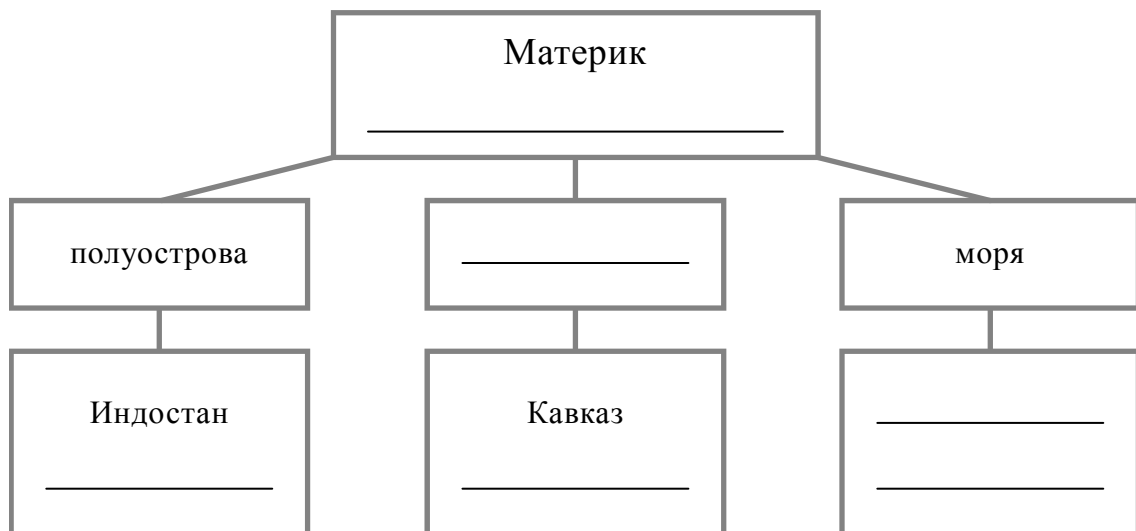 Материк
полуострова
моря
Индостан
Кавказ